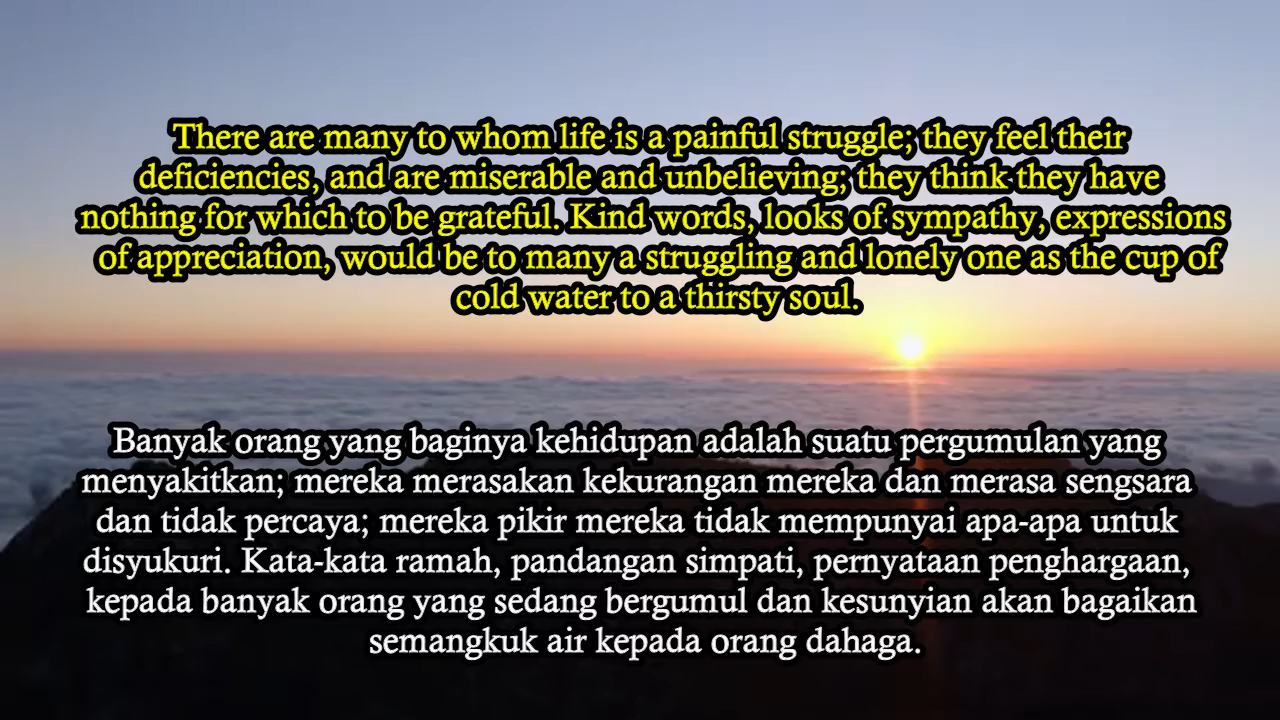 There are many to whom life is a painful struggle; they feel their
deficiencies, and are miserable and unbelieving; they think they have
nothing for which to be grateful. Kind words, looks of sympathy, expressions
of appreciation, would be to many a struggling and lonely one as the cup of
cold water to a thirsty soul.
Banyak orang yang baginya kehidupan adalah suatu pergumulan yang
menyakitkan; mereka merasakan kekurangan mereka dan merasa sengsara
dan tidak percaya; mereka pikir mereka tidak mempunyai apa-apa untuk
disyukuri. Kata-kata ramah, pandangan simpati, pernyataan penghargaan,
kepada banyak orang yang sedang bergumul dan kesunyian akan bagaikan
semangkuk air kepada orang dahaga.